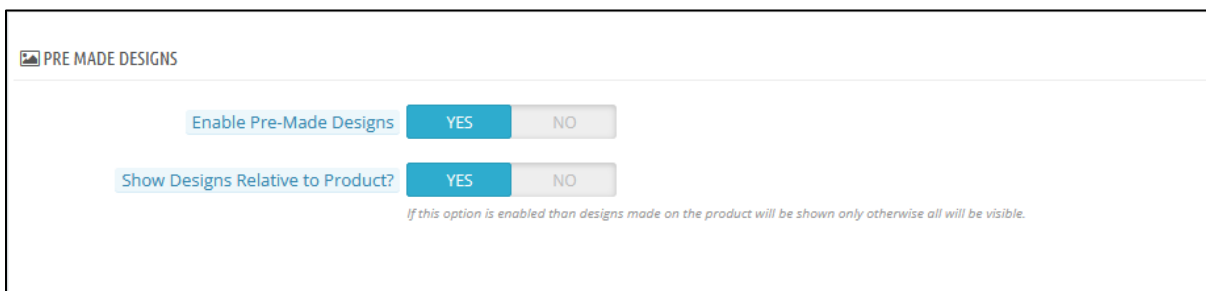 PRE MADE DESIGNS
Enable Pre-Made Designs YES NO
Show Designs Relative to Product? YES NO
If this option is enabled than designs made on the product will be shown only otherwise all will be visible.